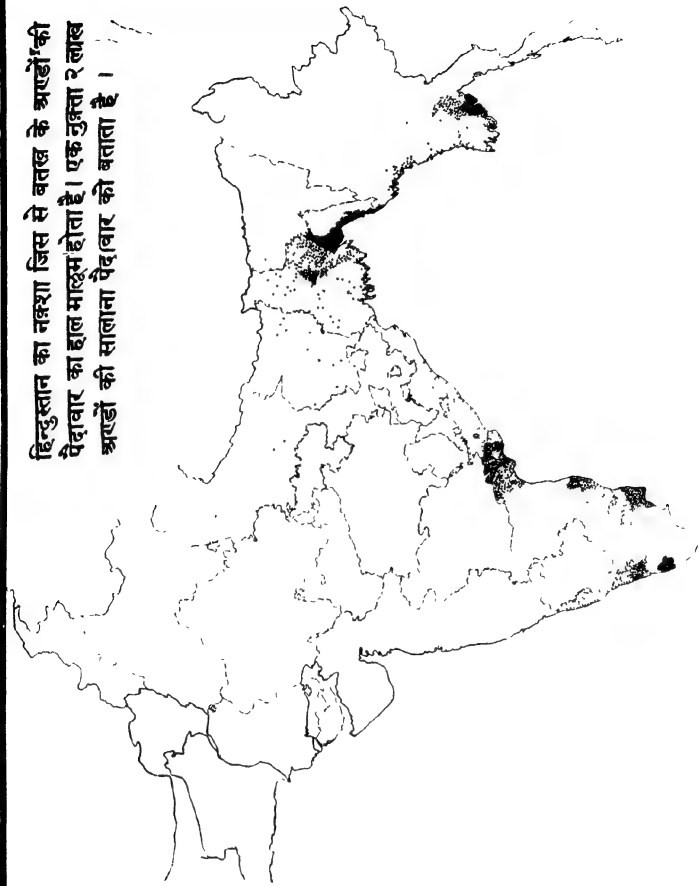 हिन्दुस्तान का नक़्शा जिस से बतख़ के अण्डों की
पैदावार का हाल मालूम होता है। एक नुक़्ता २ लाख
अण्डों की सालाना पैदावार को बताता है ।